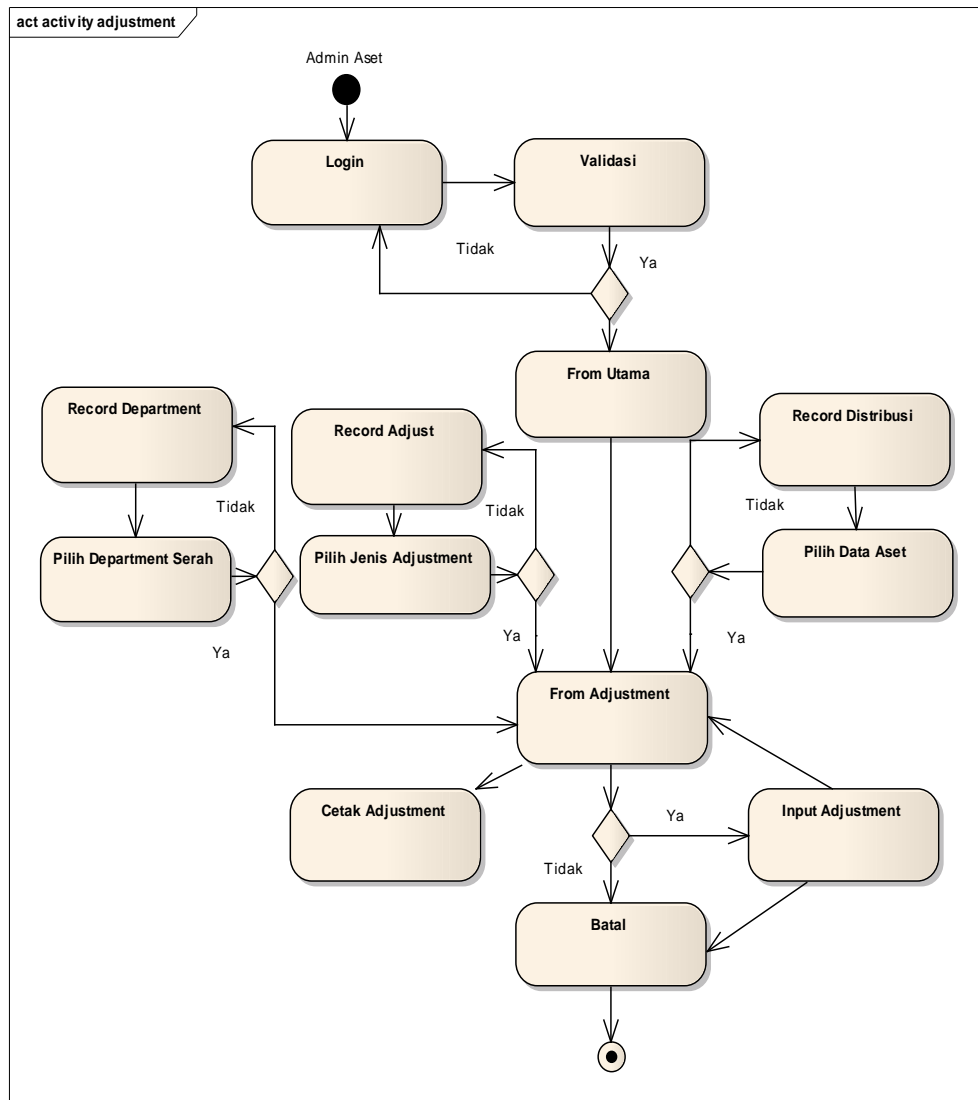 act activity adjustment
Admin Aset
Login
Validasi
Tidak
Ya
From Utama
Record Department
Record Adjust
Record Distribusi
Tidak
Tidak
Tidak
Pilih Department Serah
Pilih Jenis Adjustment
Pilih Data Aset
Ya
Ya
Ya
From Adjustment
Cetak Adjustment
Ya
Input Adjustment
Tidak
Batal